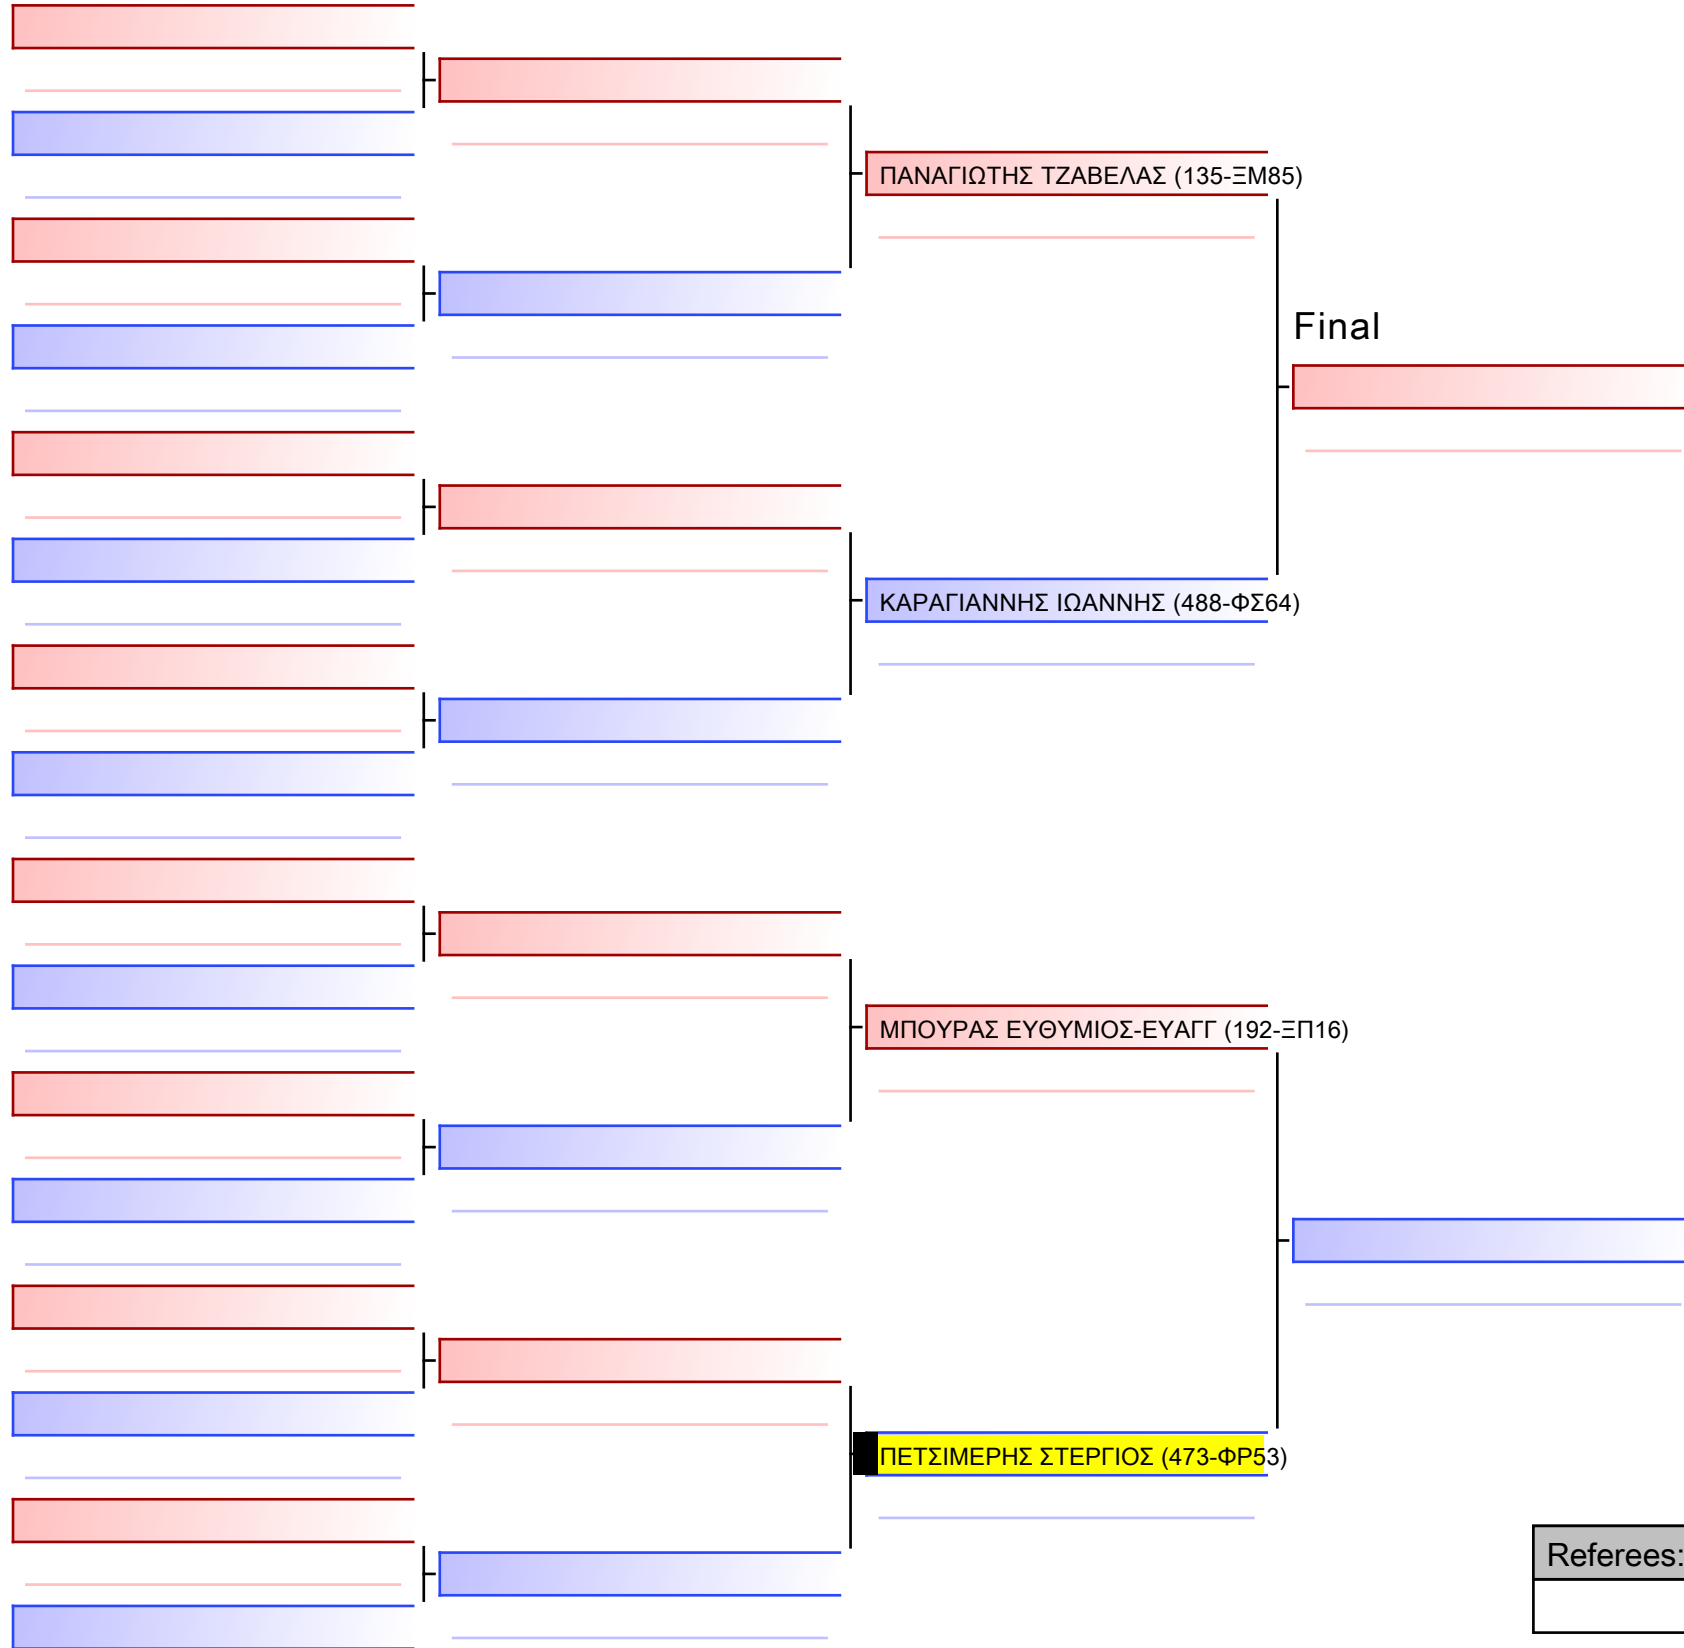 ΠΑΝΑΓΙΩΤΗΣ ΤΖΑΒΕΛΑΣ (135-ΞΜ85)
Final
ΚΑΡΑΓΙΑΝΝΗΣ ΙΩΑΝΝΗΣ (488-ΦΣ64)
ΜΠΟΥΡΑΣ ΕΥΘΥΜΙΟΣ-ΕΥΑΓΓ (192-ΞΠ16)
ΠΕΤΣΙΜΕΡΗΣ ΣΤΕΡΓΙΟΣ (473-ΦΡ53)
Referees: